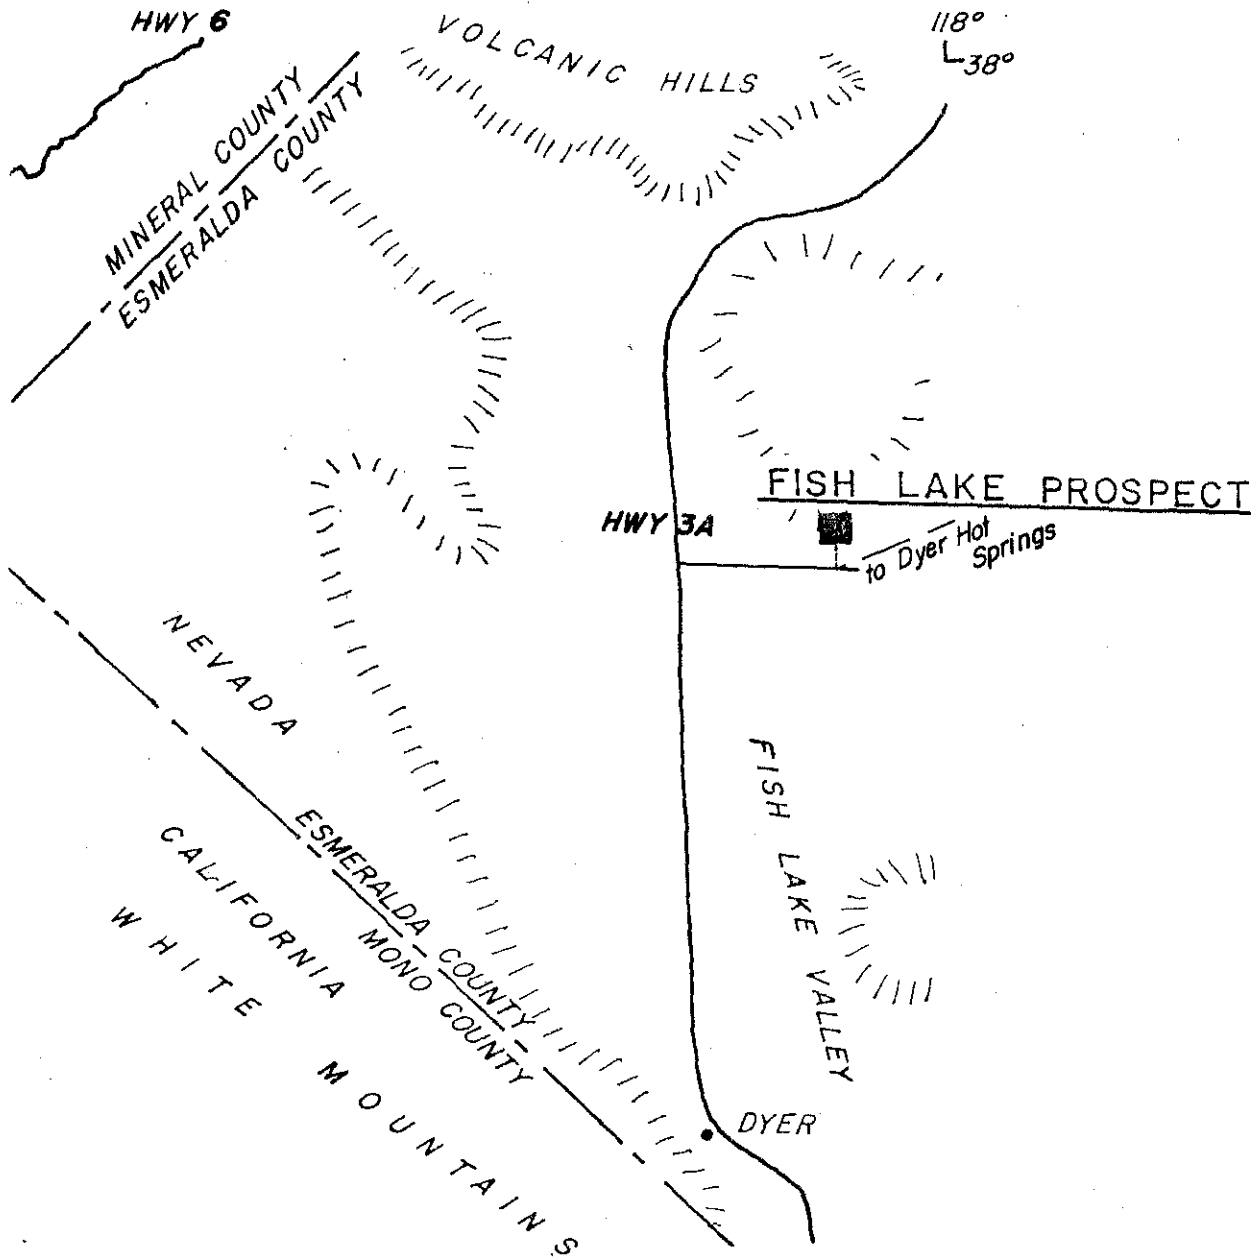 HWY 6
VOLCANIC HILLS
118°
38°
MINERAL COUNTY
ESMERALDA COUNTY
FISH LAKE PROSPECT
HWY 3A
to Dyer Hot
Springs
NEVADA
FISH LAKE VALLEY
ESMERALDA COUNTY
MONO COUNTY
CALIFORNIA
WHITE MOUNTAINS
DYER